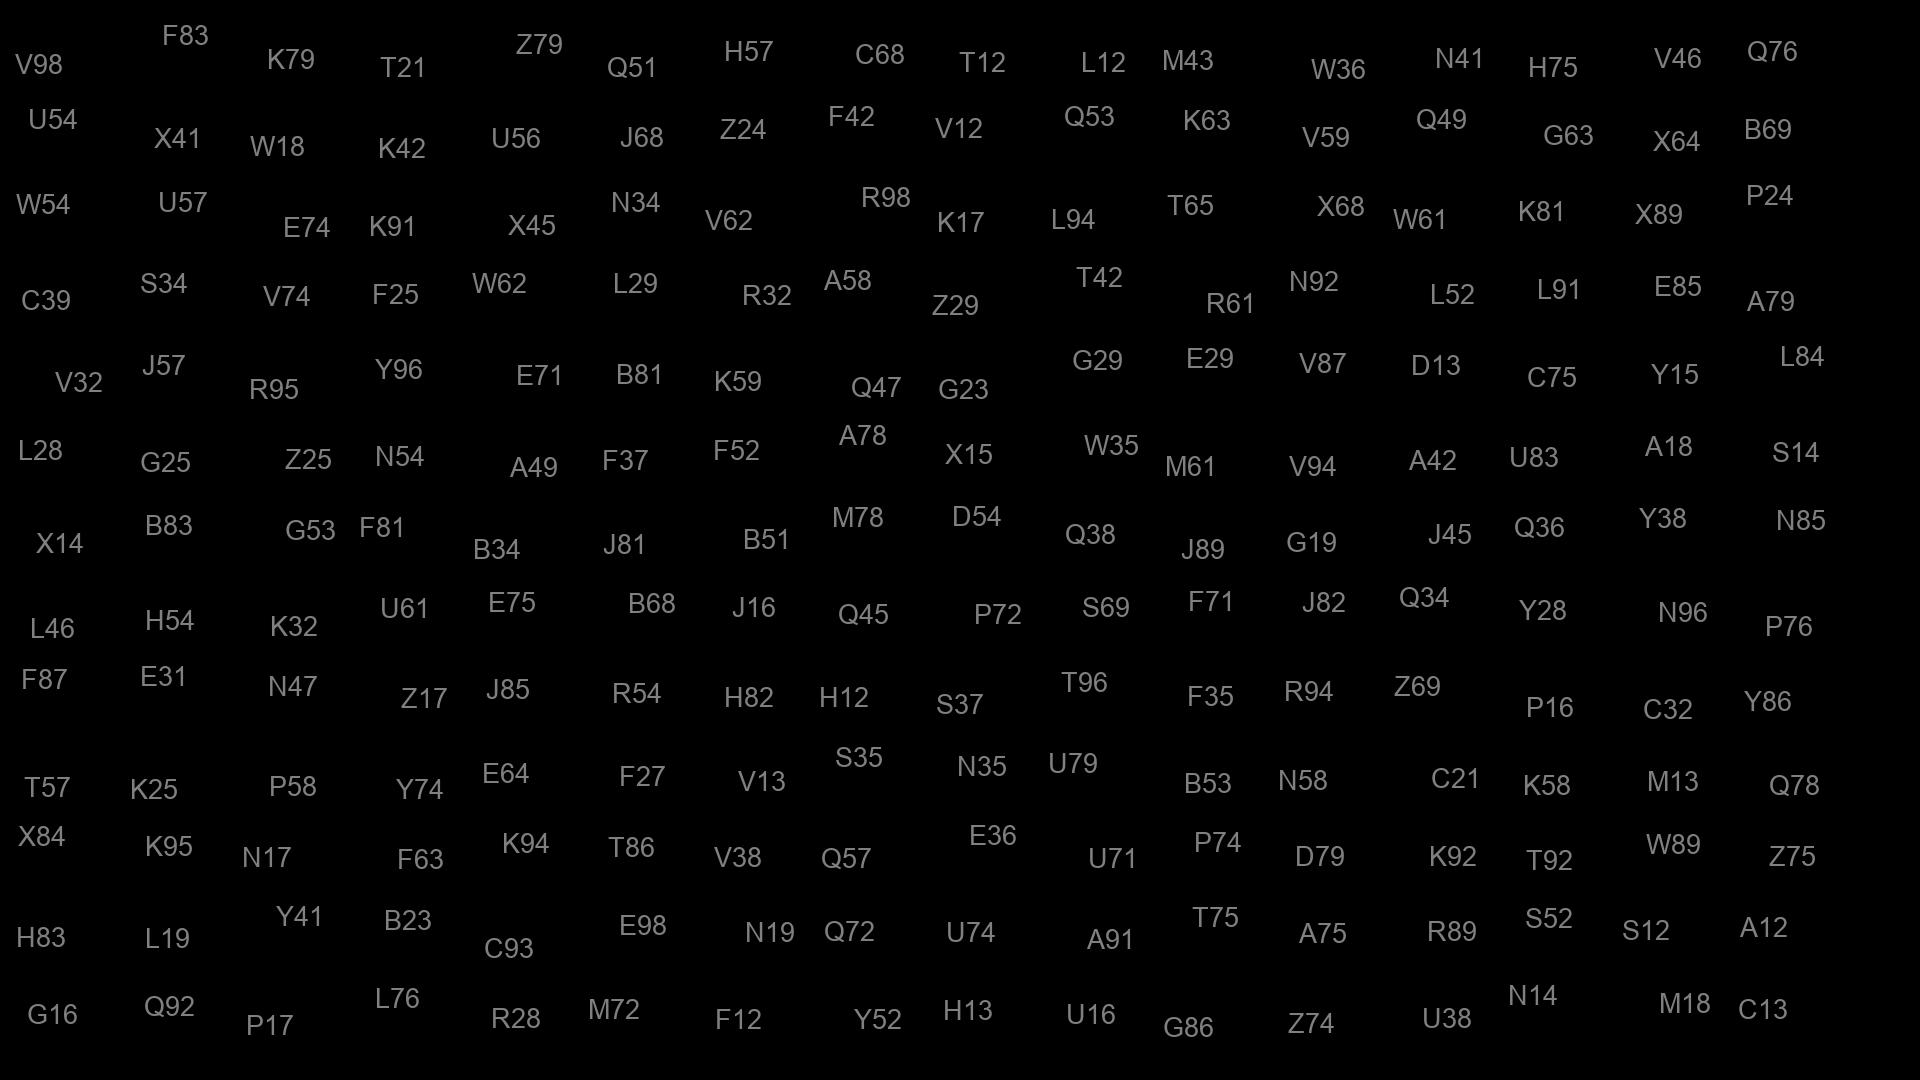 V98 F83 K79 T21 Z79 Q51 H57 C68 T12 L12 M43 W36 N41 H75 V46 Q76
U54 X41 W18 K42 U56 J68 Z24 F42 V12 Q53 K63 V59 Q49 G63 X64 B69
W54 U57 E74 K91 X45 N34 V62 R98 K17 L94 T65 X68 W61 K81 X89 P24
C39 S34 V74 F25 W62 L29 R32 A58 Z29 T42 R61 N92 L52 L91 E85 A79
V32 J57 R95 Y96 E71 B81 K59 Q47 G23 G29 E29 V87 D13 C75 Y15 L84
L28 G25 Z25 N54 A49 F37 F52 A78 X15 W35 M61 V94 A42 U83 A18 S14
X14 B83 G53 F81 B34 J81 B51 M78 D54 Q38 J89 G19 J45 Q36 Y38 N85
L46 H54 K32 U61 E75 B68 J16 Q45 P72 S69 F71 J82 Q34 Y28 N96 P76
F87 E31 N47 Z17 J85 R54 H82 H12 S37 T96 F35 R94 Z69 P16 C32 Y86
T57 K25 P58 Y74 E64 F27 V13 S35 N35 U79 B53 N58 C21 K58 M13 Q78
X84 K95 N17 F63 K94 T86 V38 Q57 E36 U71 P74 D79 K92 T92 W89 Z75
H83 L19 Y41 B23 C93 E98 N19 Q72 U74 A91 T75 A75 R89 S52 S12 A12
G16 Q92 P17 L76 R28 M72 F12 Y52 H13 U16 G86 Z74 U38 N14 M18 C13